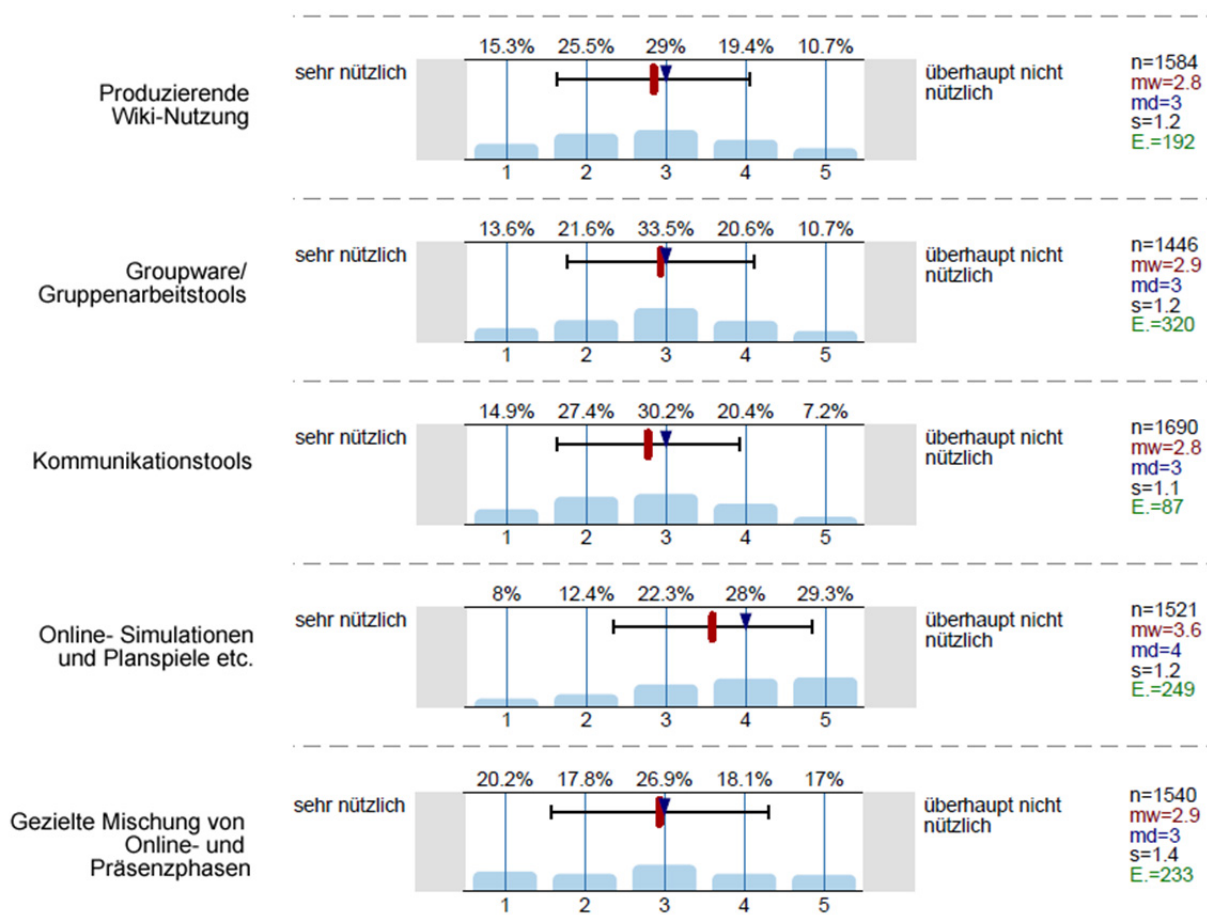 15.3% 25.5% 29% 19.4% 10.7%
Produzierende
Wiki-Nutzung
sehr nützlich
überhaupt nicht
nützlich
n=1584
mw=2.8
md=3
s=1.2
E.=192
1 2 3 4 5
13.6% 21.6% 33.5% 20.6% 10.7%
Groupware/
Gruppenarbeitstools
sehr nützlich
überhaupt nicht
nützlich
n=1446
mw=2.9
md=3
s=1.2
E.=320
1 2 3 4 5
14.9% 27.4% 30.2% 20.4% 7.2%
Kommunikationstools
sehr nützlich
überhaupt nicht
nützlich
n=1690
mw=2.8
md=3
s=1.1
E.=87
1 2 3 4 5
8% 12.4% 22.3% 28% 29.3%
Online- Simulationen
und Planspiele etc.
sehr nützlich
überhaupt nicht
nützlich
n=1521
mw=3.6
md=4
s=1.2
E.=249
1 2 3 4 5
20.2% 17.8% 26.9% 18.1% 17%
Gezielte Mischung von
Online- und
Präsenzphasen
sehr nützlich
überhaupt nicht
nützlich
n=1540
mw=2.9
md=3
s=1.4
E.=233
1 2 3 4 5